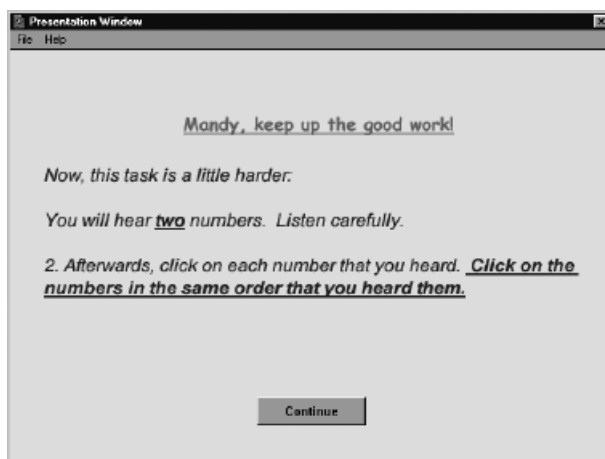 Presentation Window
File Help
Mandy, keep up the good work!
Now, this task is a little harder:
You will hear two numbers. Listen carefully.
2. Afterwards, click on each number that you heard. Click on the
numbers in the same order that you heard them.
Continue